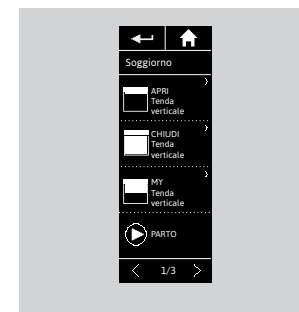 Soggiorno
APRI
Tenda
verticale
CHIUDI
Tenda
verticale
MY
Tenda
verticale
PARTO
1/3